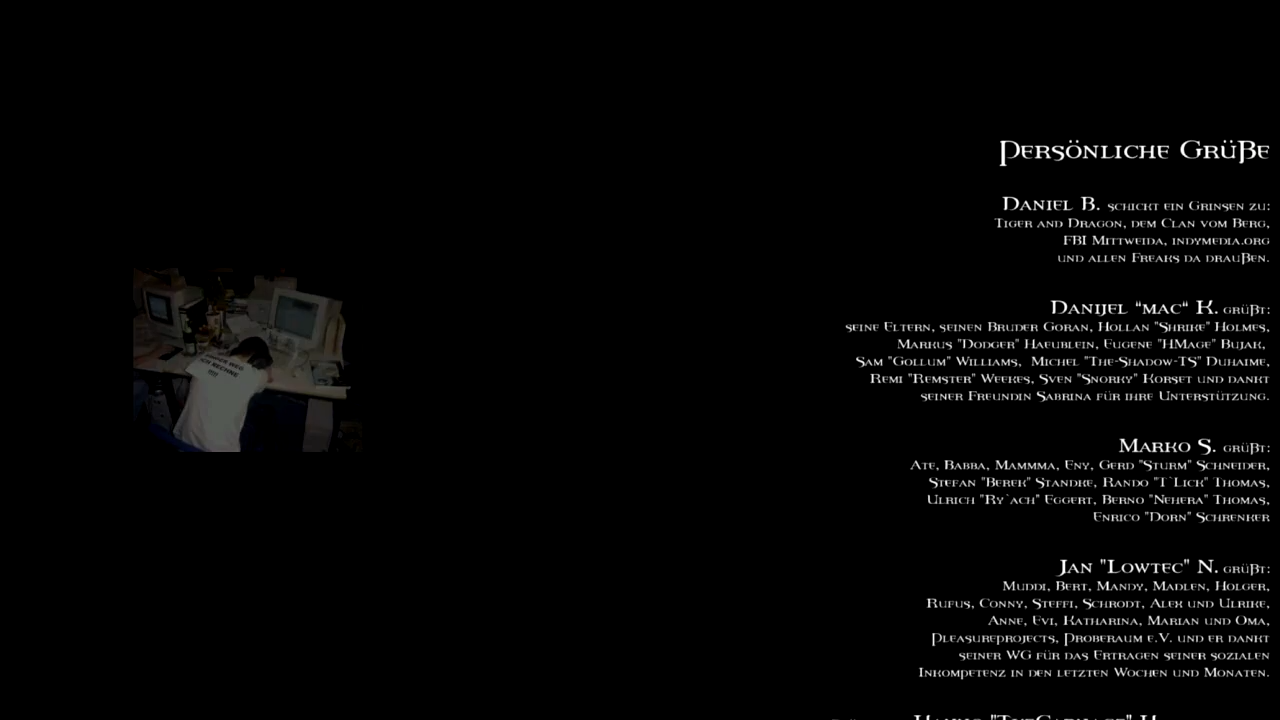 Persönliche Grüße
Daniel B. schickt ein Grinsen zu:
Tiger and Dragon, dem Clan vom Berg,
FBI Mittweida, indymedia.org
und allen Freaks da draußen.
Danijel "mac" K. grüßt:
seine Eltern, seinen Bruder Goran, Hollan "Shrike" Holmes,
Markus "Dodger" Haeublein, Eugene "HMage" Bujak,
Sam "Gollum" Williams, Michel "The-Shadow-TS" Duhaime,
Remi "Remster" Weekes, Sven "Snorky" Korset und dankt
seiner Freundin Sabrina für ihre Unterstützung.
Marko S. grüßt:
Ate, Babba, Mammma, Eny, Gerd "Sturm" Schneider,
Stefan "Berek" Standke, Rando "T`Lick" Thomas,
Ulrich "Ry`ach" Eggert, Berno "Nehera" Thomas,
Enrico "Dorn" Schrenker
Jan "Lowtec" N. grüßt:
Muddi, Bert, Mandy, Madlen, Holger,
Rufus, Conny, Steffi, Schrodt, Alex und Ulrike,
Anne, Evi, Katharina, Marian und Oma,
Pleasureprojects, Proberaum e.V. und er dankt
seiner WG für das Ertragen seiner sozialen
Inkompetenz in den letzten Wochen und Monaten.
WEG
ICH RECHNE
!!!!